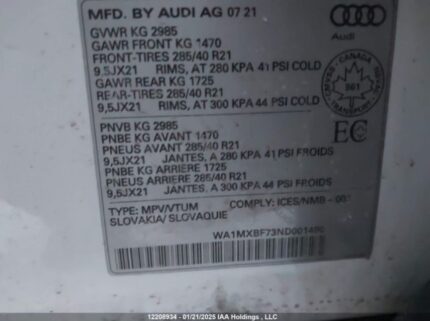 MFD. BY AUDI AG 07 21
GVWR KG 2985
GAWR FRONT KG 1470
FRONT-TIRES 285/40 R21
9,5JX21 RIMS, AT 280 KPA 41 PSI COLD
GAWR REAR KG 1725
REAR-TIRES 285/40 R21
9,5JX21 RIMS, AT 300 KPA 44 PSI COLD
PNVB KG 2985
PNBE KG AVANT 1470
PNEUS AVANT 285/40 R21
9,5JX21 JANTES, A 280 KPA 41 PSI FROIDS
PNBE KG ARRIERE 1725
PNEUS ARRIERE 285/40 R21
9,5JX21 JANTES, A 300 KPA 44 PSI FROIDS
TYPE: MPV/VTUM
COMPLY/CONF.: ICES/NMB -
SLOVAKIA/ SLOVAQUIE
Audi
CANADA
TRANSPORT
EC
12208934 - 01/21/2025 IAA Holdings , LLC